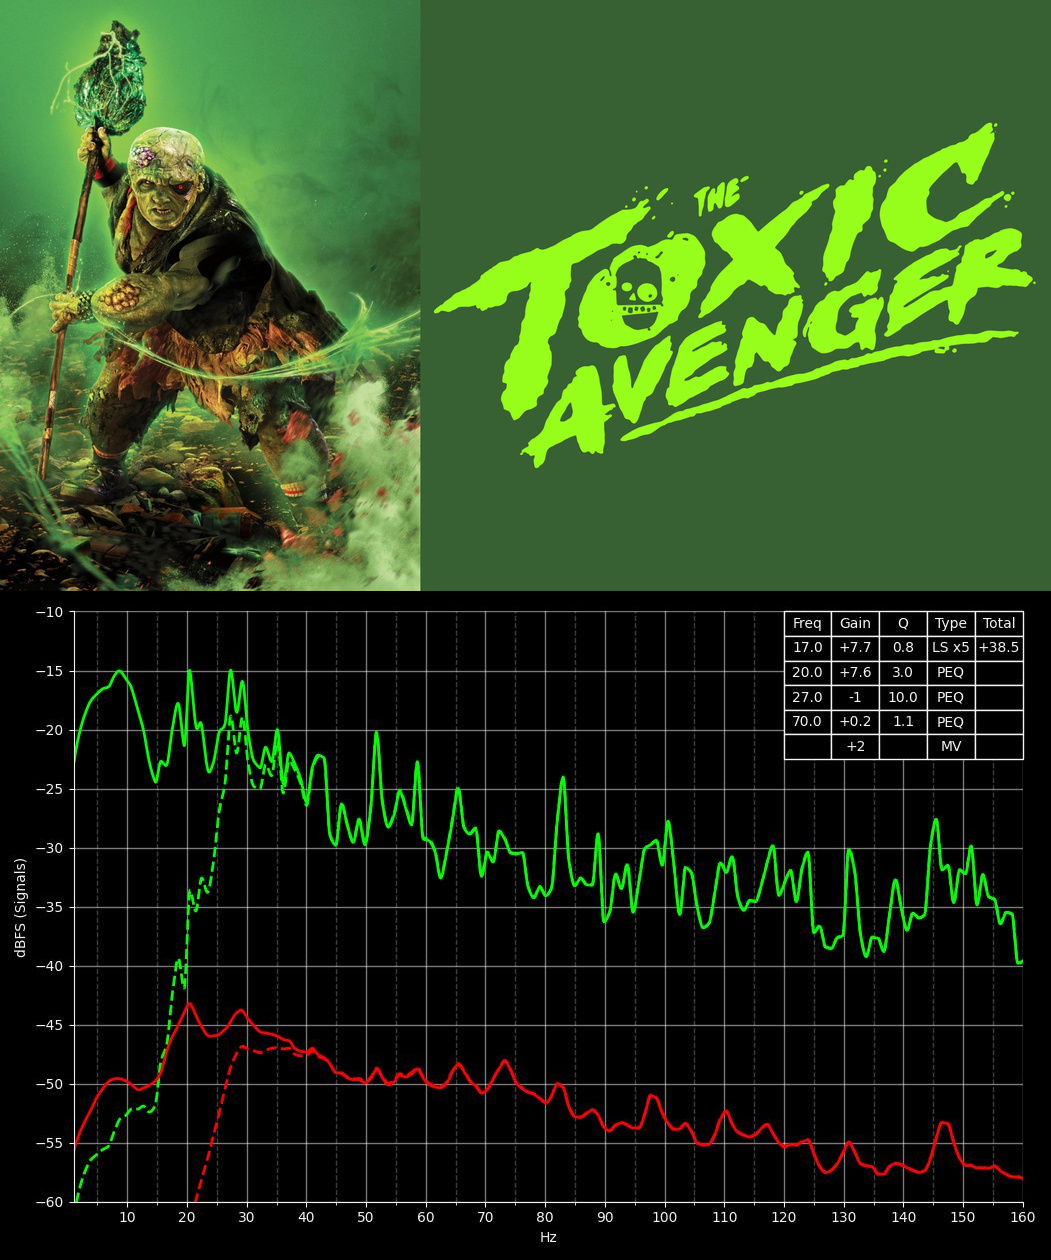 THE
TOXIC
AVENGER
Freq Gain Q Type Total
17.0 +7.7 0.8 LS x5 +38.5
20.0 +7.6 3.0 PEQ
27.0 -1 10.0 PEQ
70.0 +0.2 1.1 PEQ
+2 MV
−10
−15
−20
−25
−30
−35
−40
−45
−50
−55
−60
dBFS (Signals)
10 20 30 40 50 60 70 80 90 100 110 120 130 140 150 160
Hz